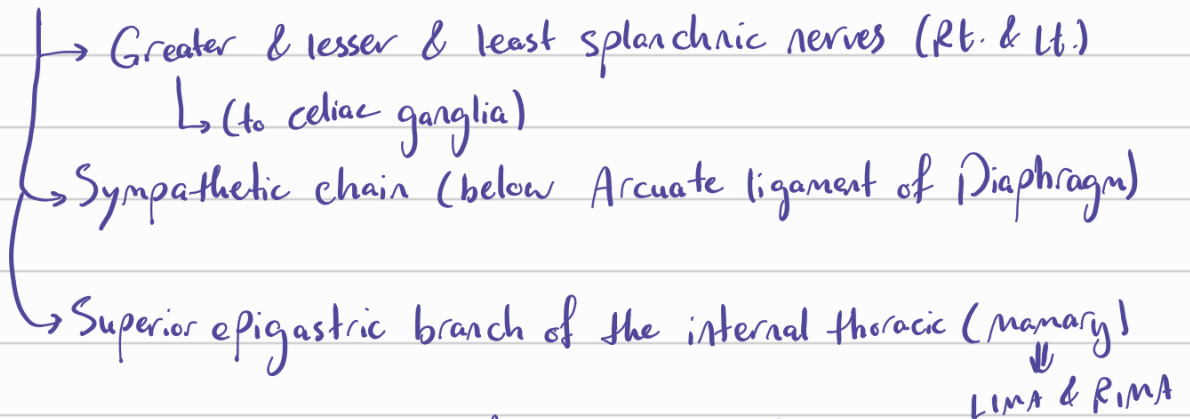 → Greater & lesser & least splanchnic nerves (Rt. & Lt.)
↳ (to celiac ganglia)
→ Sympathetic chain (below Arcuate ligament of Diaphragm)
→ Superior epigastric branch of the internal thoracic (mamary)
⇓
LIMA & RIMA